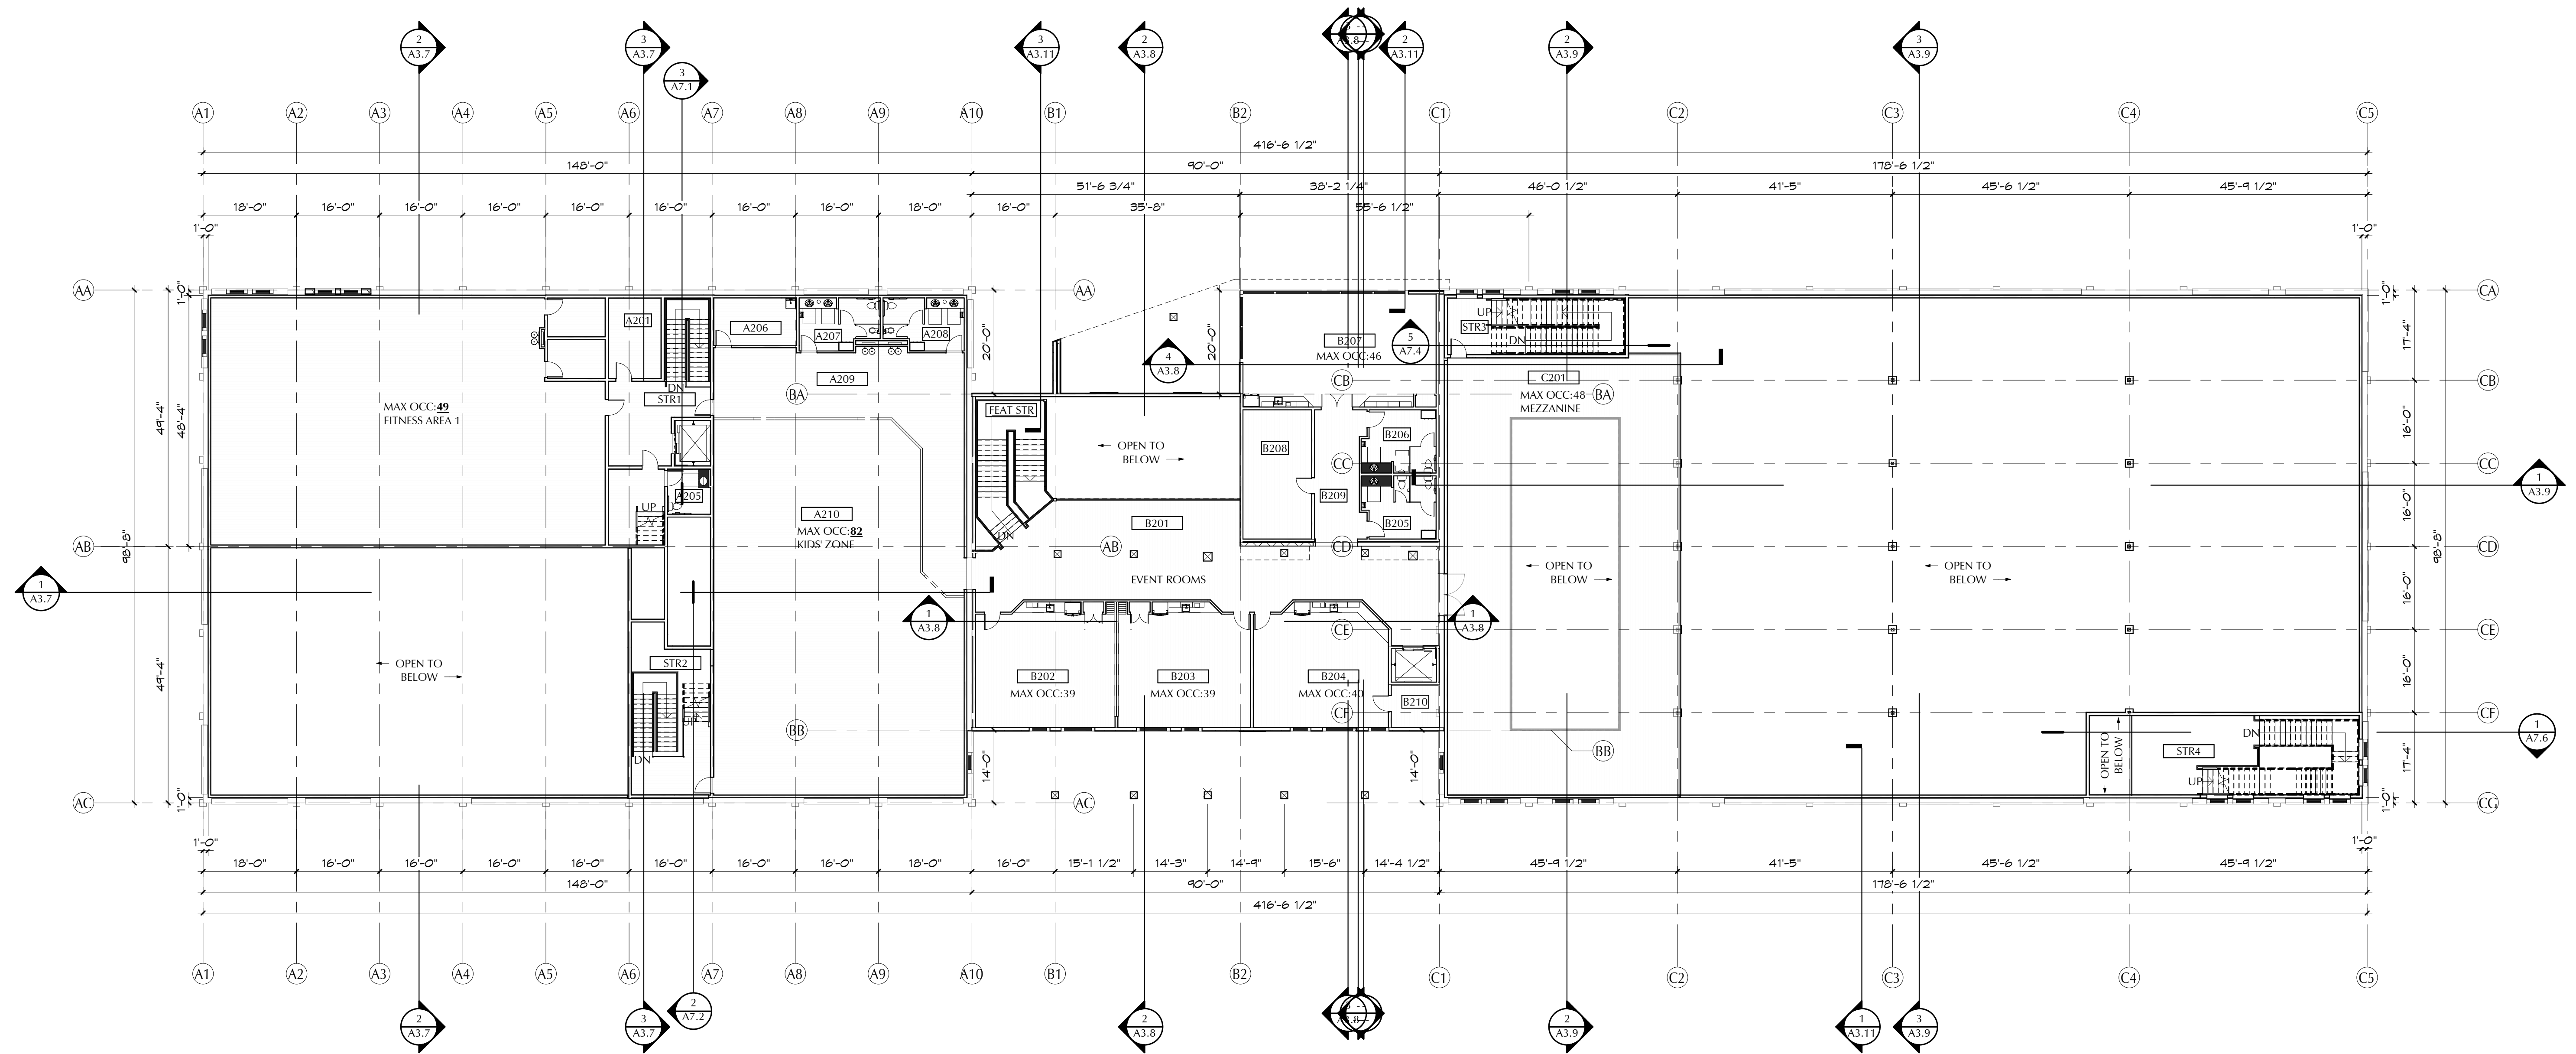 2
A3.7
3
A3.7
3
A7.1
3
A3.11
2
A3.8
2
A3.11
2
A3.9
3
A3.9
A1
A2
A3
A4
A5
A6
A7
A8
A9
A10
B1
B2
C1
C2
C3
C4
C5
416'-6 1/2"
148'-0"
90'-0"
178'-6 1/2"
51'-6 3/4"
38'-2 1/4"
46'-0 1/2"
41'-5"
45'-6 1/2"
45'-9 1/2"
18'-0"
16'-0"
16'-0"
16'-0"
16'-0"
16'-0"
16'-0"
16'-0"
18'-0"
16'-0"
35'-8"
55'-6 1/2"
1'-0"
1'-0"
AA
1'-0"
AA
1'-0"
CA
A201
A206
A207
A208
20'-0"
20'-0"
B207
MAX OCC:46
5
A7.4
4
A3.8
UP
STR3
DN
17'-4"
DN
STR1
A209
BA
CB
C201
MAX OCC:48
MEZZANINE
BA
CB
MAX OCC:49
FITNESS AREA 1
49'-4"
48'-4"
FEAT STR
OPEN TO
BELOW
B208
B206
CC
16'-0"
CC
1
A3.9
A205
UP
A210
MAX OCC:82
KIDS' ZONE
B201
B209
B205
DN
16'-0"
AB
98'-8"
AB
CD
CD
98'-8"
EVENT ROOMS
OPEN TO
BELOW
OPEN TO
BELOW
1
A3.7
1
A3.8
1
A3.8
16'-0"
CE
CE
OPEN TO
BELOW
49'-4"
STR2
UP
DN
B202
MAX OCC:39
B203
MAX OCC:39
B204
MAX OCC:40
B210
16'-0"
CF
CF
BB
BB
14'-0"
14'-0"
OPEN TO
BELOW
STR4
DN
UP
17'-4"
1
A7.6
AC
1'-0"
AC
1'-0"
CG
1'-0"
1'-0"
18'-0"
16'-0"
16'-0"
16'-0"
16'-0"
16'-0"
16'-0"
16'-0"
18'-0"
16'-0"
15'-1 1/2"
14'-3"
14'-9"
15'-6"
14'-4 1/2"
45'-9 1/2"
41'-5"
45'-6 1/2"
45'-9 1/2"
148'-0"
90'-0"
178'-6 1/2"
416'-6 1/2"
A1
A2
A3
A4
A5
A6
A7
A8
A9
A10
B1
B2
C1
C2
C3
C4
C5
2
A3.7
3
A3.7
2
A7.2
2
A3.8
2
A3.9
1
A3.11
3
A3.9